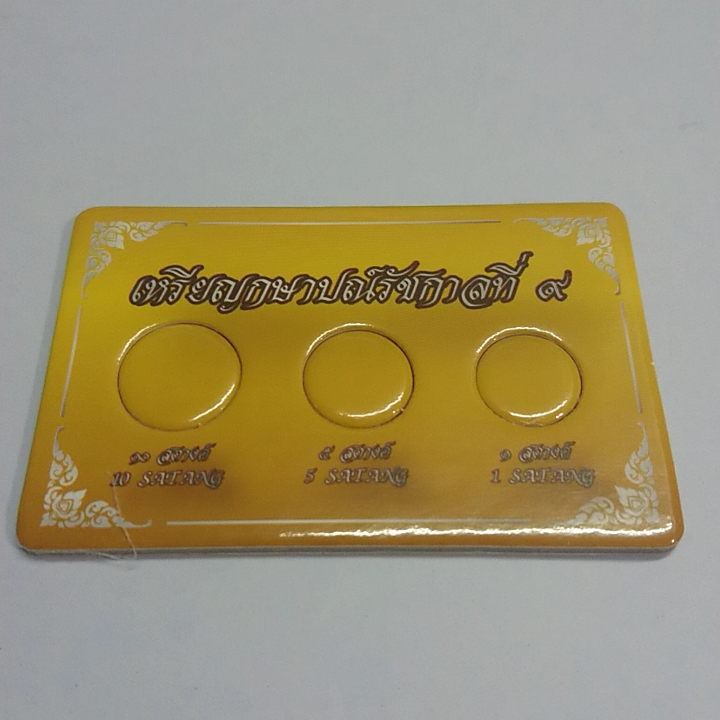 เหรียญกษาปณ์รัชกาลที่ ๙
๑๐ สตางค์ ๕ สตางค์ ๑ สตางค์
10 SATANG 5 SATANG 1 SATANG